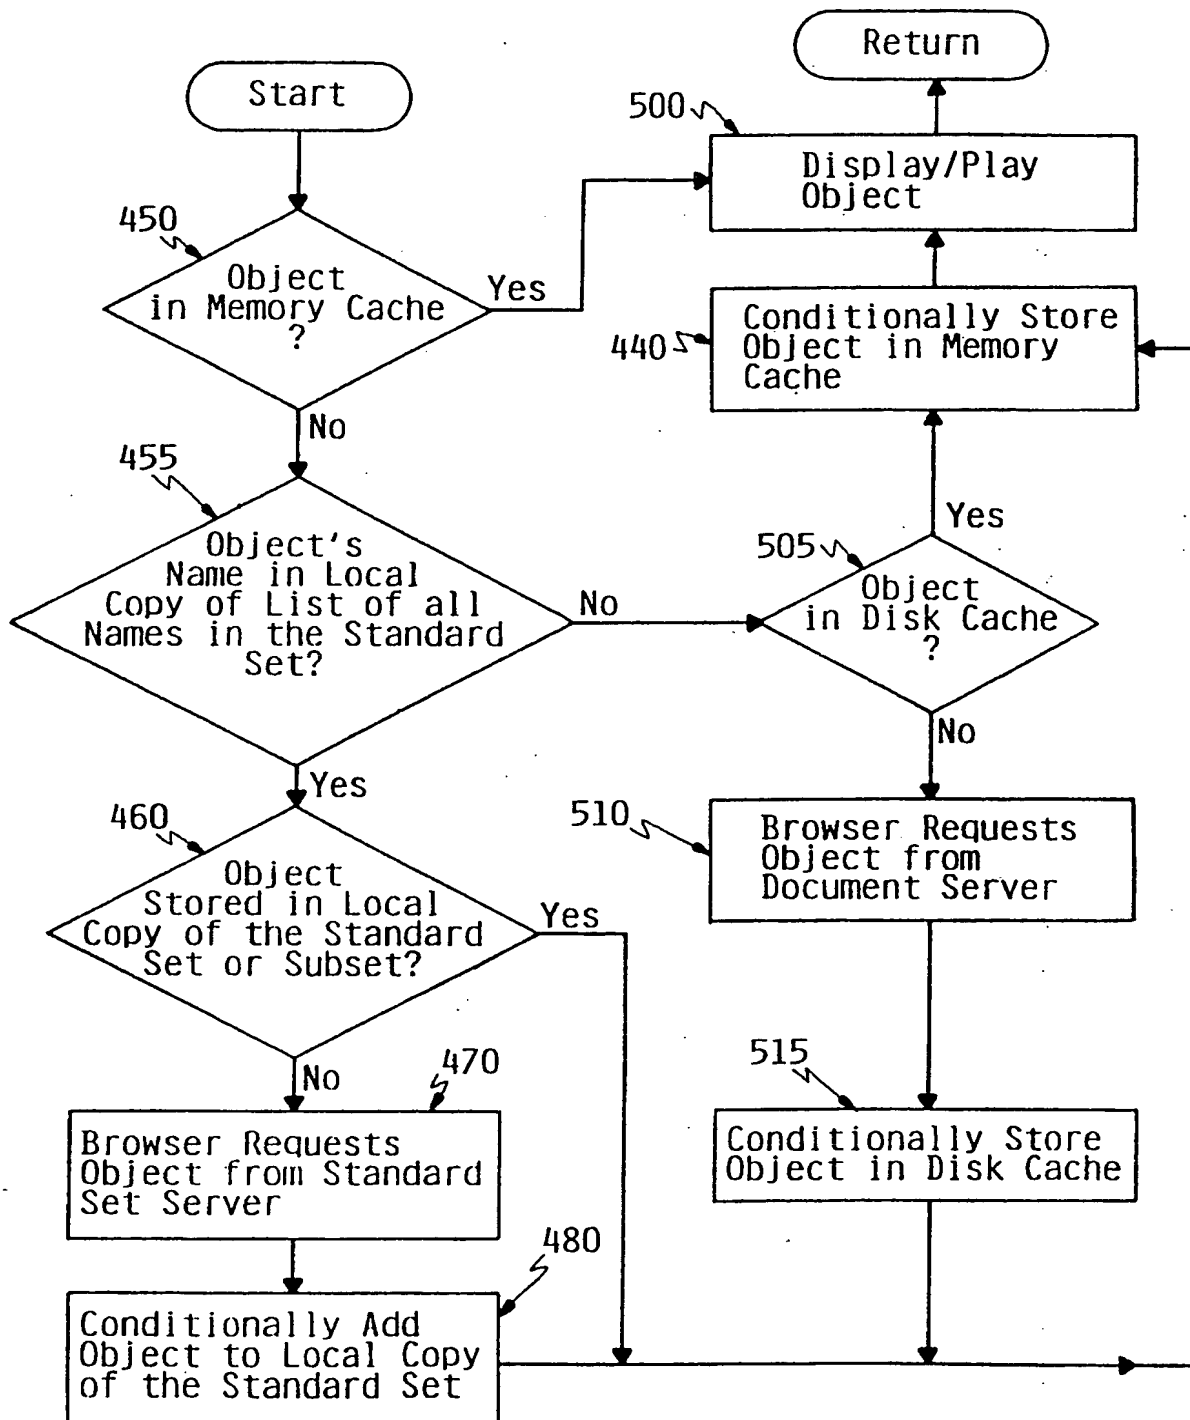 Start
Return
500
Display/Play
Object
450
Object
in Memory Cache
?
Yes
No
440
Conditionally Store
Object in Memory
Cache
455
Object's
Name in Local
Copy of List of all
Names in the Standard
Set?
No
Yes
505
Object
in Disk Cache
?
Yes
No
460
Object
Stored in Local
Copy of the Standard
Set or Subset?
Yes
No
510
Browser Requests
Object from
Document Server
470
Browser Requests
Object from Standard
Set Server
515
Conditionally Store
Object in Disk Cache
480
Conditionally Add
Object to Local Copy
of the Standard Set